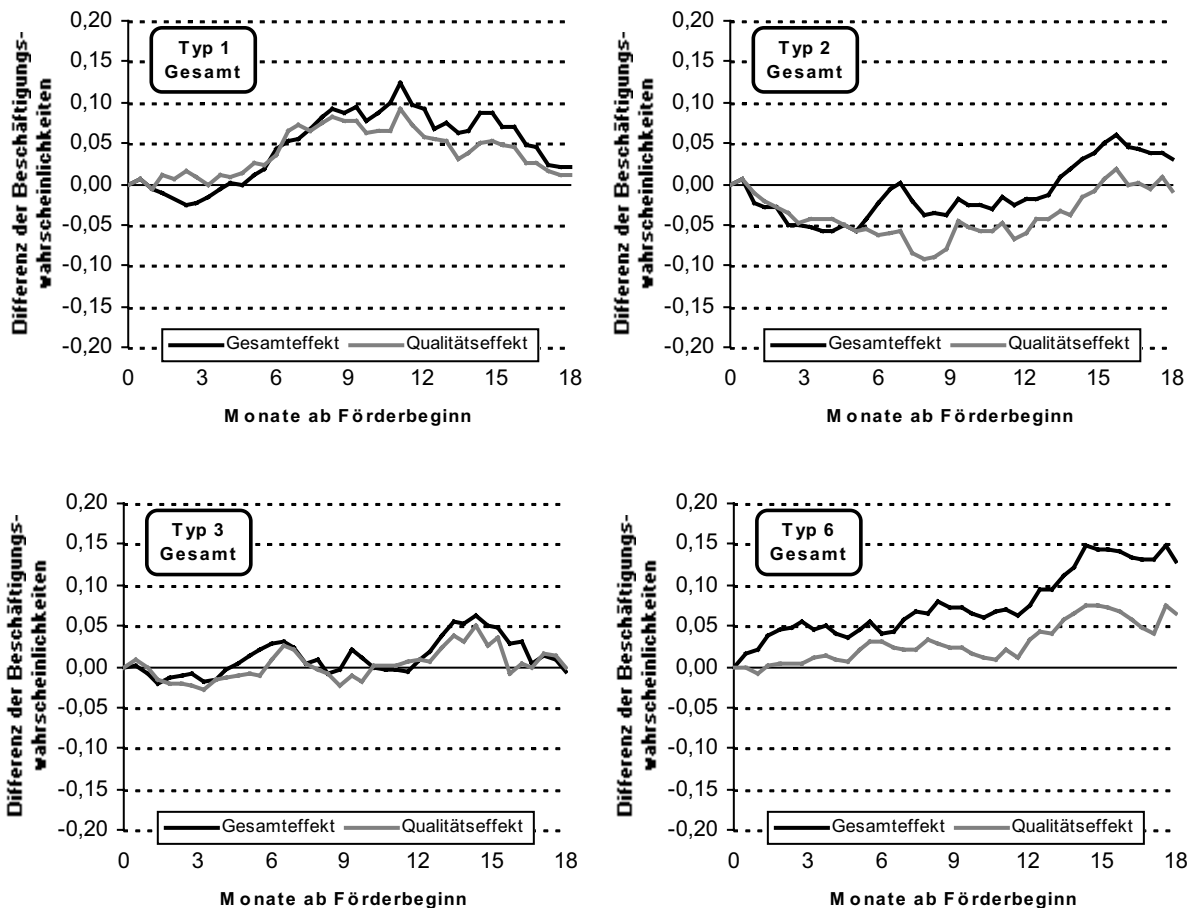 Differenz der Beschäftigungs-
wahrscheinlichkeiten
0,20
0,15
0,10
0,05
0,00
-0,05
-0,10
-0,15
-0,20
Typ 1
Gesamt
Gesamteffekt Qualitätseffekt
0 3 6 9 12 15 18
Monate ab Förderbeginn
Differenz der Beschäftigungs-
wahrscheinlichkeiten
0,20
0,15
0,10
0,05
0,00
-0,05
-0,10
-0,15
-0,20
Typ 2
Gesamt
Gesamteffekt Qualitätseffekt
0 3 6 9 12 15 18
Monate ab Förderbeginn
Differenz der Beschäftigungs-
wahrscheinlichkeiten
0,20
0,15
0,10
0,05
0,00
-0,05
-0,10
-0,15
-0,20
Typ 3
Gesamt
Gesamteffekt Qualitätseffekt
0 3 6 9 12 15 18
Monate ab Förderbeginn
Differenz der Beschäftigungs-
wahrscheinlichkeiten
0,20
0,15
0,10
0,05
0,00
-0,05
-0,10
-0,15
-0,20
Typ 6
Gesamt
Gesamteffekt Qualitätseffekt
0 3 6 9 12 15 18
Monate ab Förderbeginn